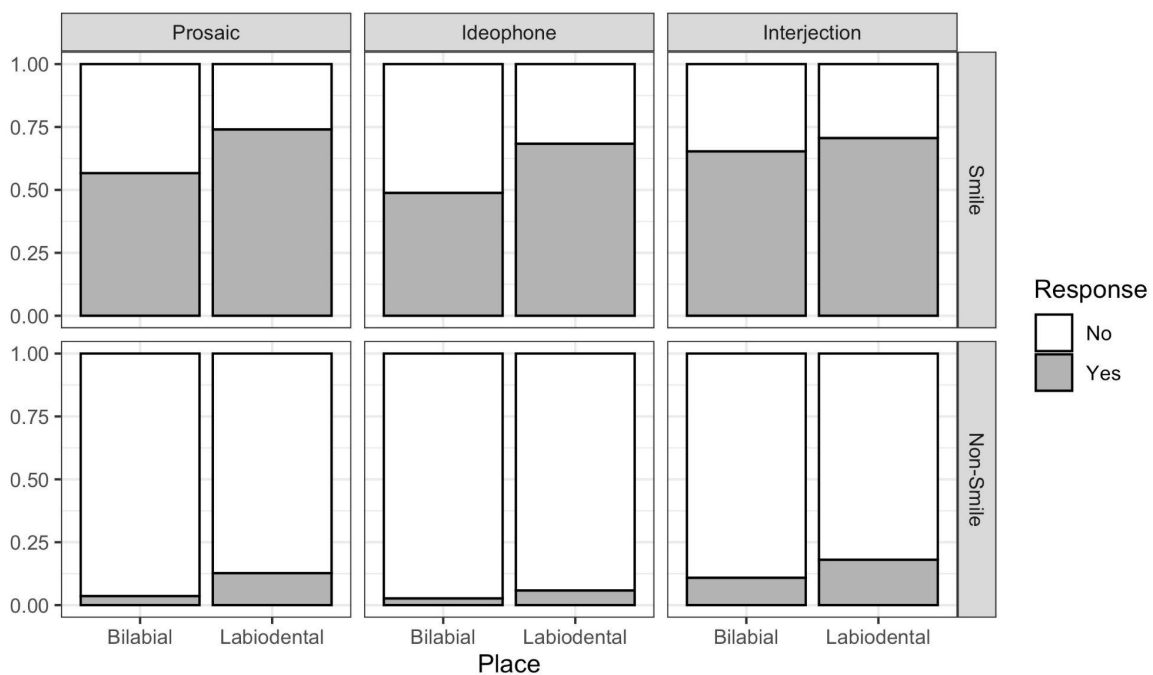 Prosaic Ideophone Interjection
1.00
0.75
0.50
0.25
0.00
Smile
1.00
0.75
0.50
0.25
0.00
Non-Smile
Bilabial Labiodental Bilabial Labiodental Bilabial Labiodental
Place
Response
No
Yes